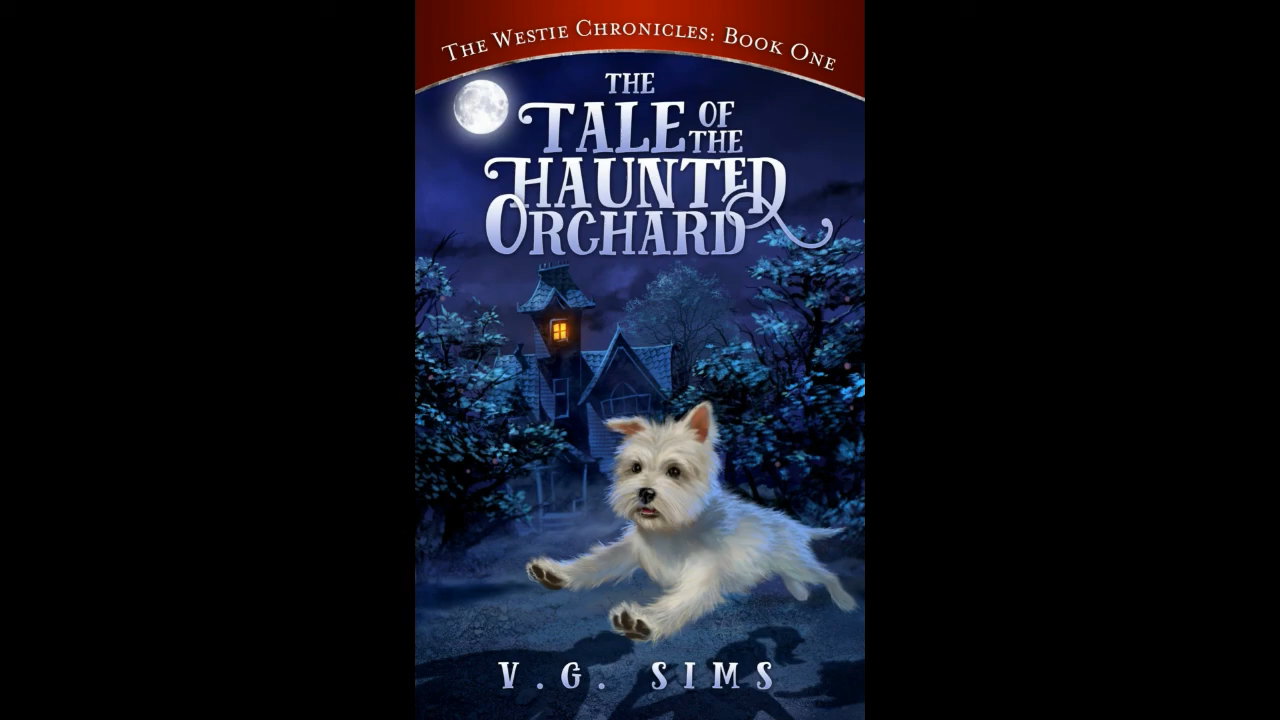 The Westie Chronicles: Book One
THE
TALE OF THE
HAUNTED
ORCHARD
V.G. SIMS